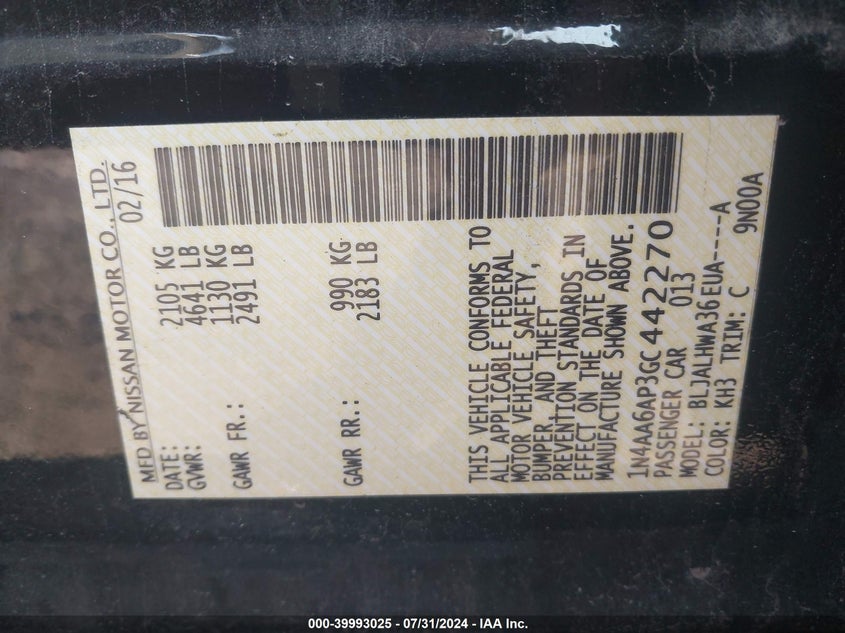 MFD BY NISSAN MOTOR CO., LTD.
DATE: 02/16
GVWR: 2105 KG
4641 LB
GAWR FR.: 1130 KG
2491 LB
GAWR RR.: 990 KG
2183 LB
THIS VEHICLE CONFORMS TO
ALL APPLICABLE FEDERAL
MOTOR VEHICLE SAFETY,
BUMPER AND THEFT
PREVENTION STANDARDS IN
EFFECT ON THE DATE OF
MANUFACTURE SHOWN ABOVE.
1N4AA6AP3GC442270
PASSENGER CAR 013
MODEL: BLJALHWA36EUA----A
COLOR: KH3 TRIM: C 9N00A
000-39993025 - 07/31/2024 - IAA Inc.